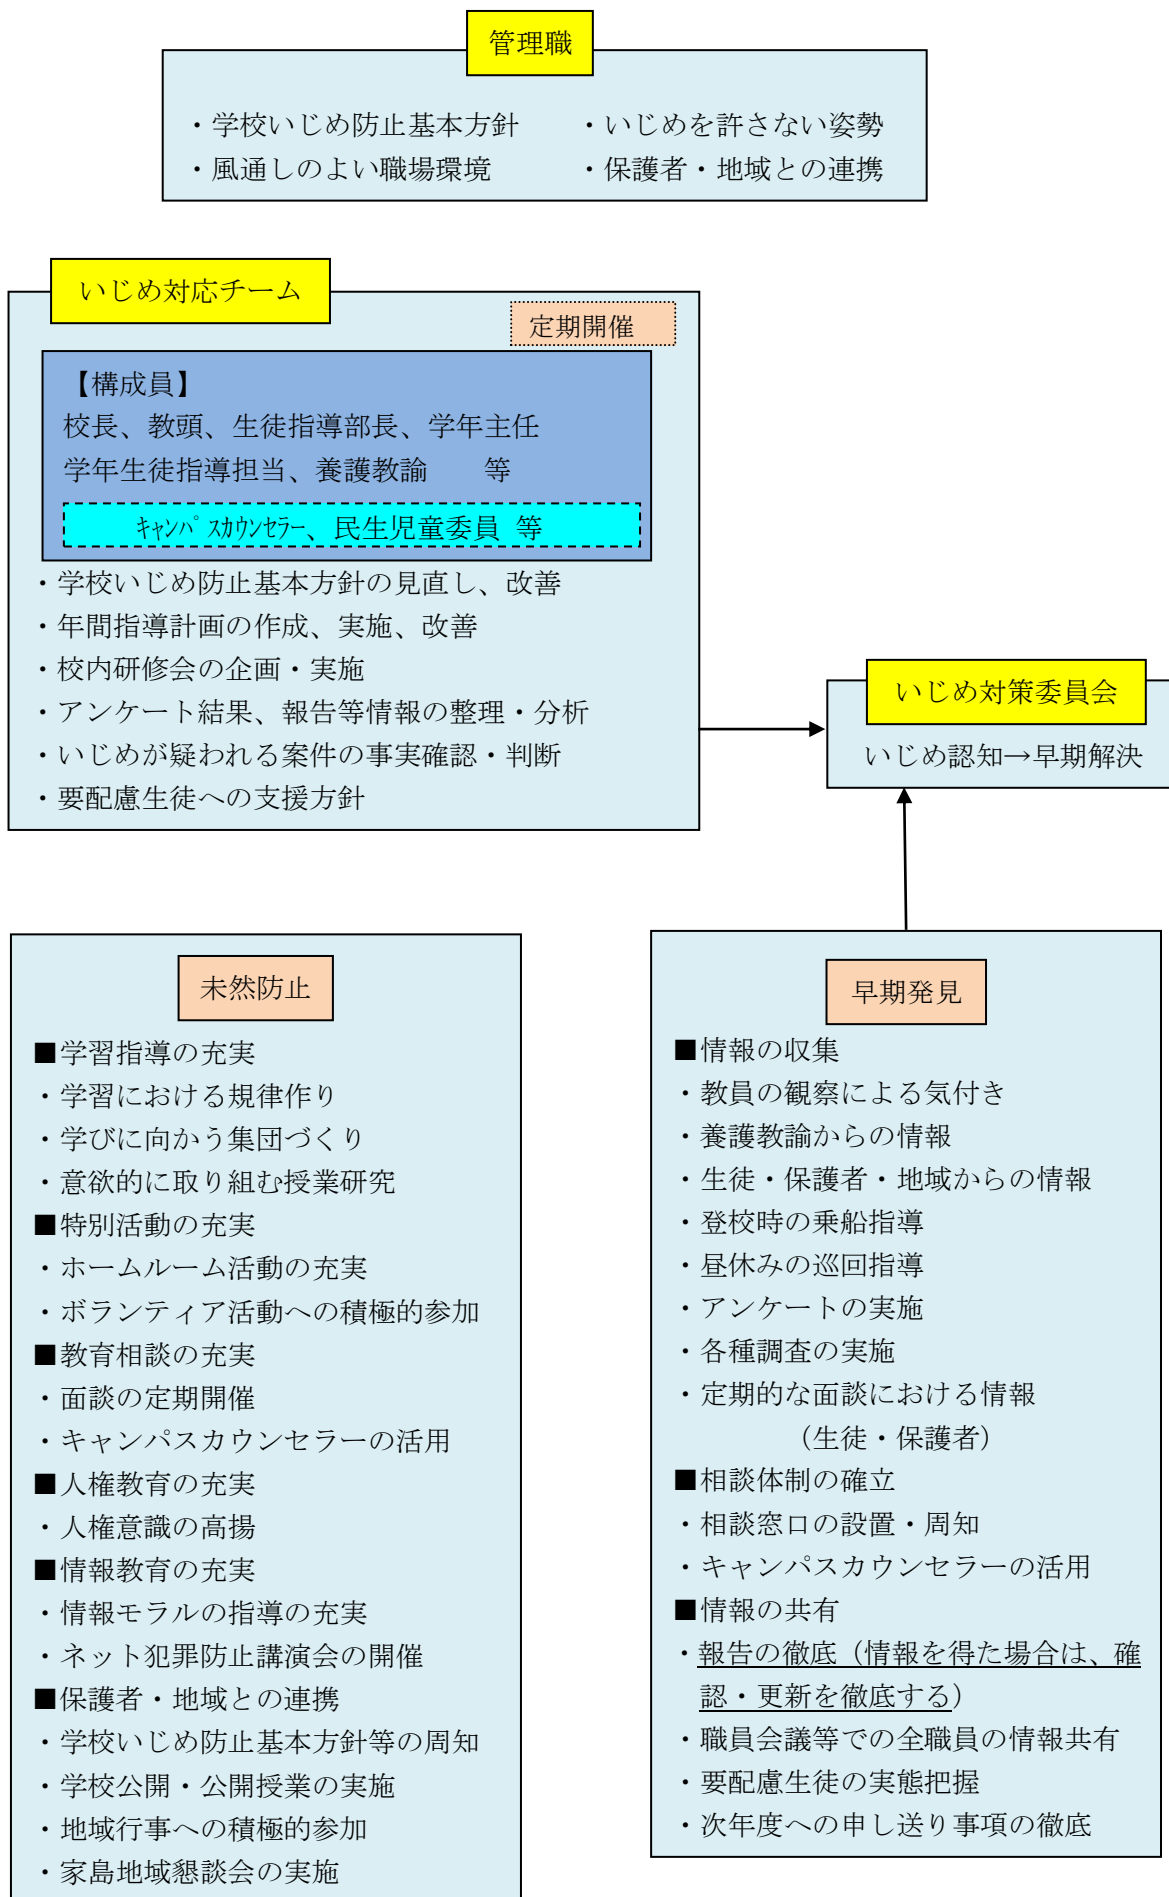 管理職
・学校いじめ防止基本方針　　・いじめを許さない姿勢
・風通しのよい職場環境　　　・保護者・地域との連携
いじめ対応チーム
定期開催
【構成員】
校長、教頭、生徒指導部長、学年主任
学年生徒指導担当、養護教諭　　等
ｷｬﾝﾊﾟｽｶｳﾝｾﾗｰ、民生児童委員 等
・学校いじめ防止基本方針の見直し、改善
・年間指導計画の作成、実施、改善
・校内研修会の企画・実施
・アンケート結果、報告等情報の整理・分析
・いじめが疑われる案件の事実確認・判断
・要配慮生徒への支援方針
いじめ対策委員会
いじめ認知→早期解決
未然防止
■学習指導の充実
・学習における規律作り
・学びに向かう集団づくり
・意欲的に取り組む授業研究
■特別活動の充実
・ホームルーム活動の充実
・ボランティア活動への積極的参加
■教育相談の充実
・面談の定期開催
・キャンパスカウンセラーの活用
■人権教育の充実
・人権意識の高揚
■情報教育の充実
・情報モラルの指導の充実
・ネット犯罪防止講演会の開催
■保護者・地域との連携
・学校いじめ防止基本方針等の周知
・学校公開・公開授業の実施
・地域行事への積極的参加
・家島地域懇談会の実施
早期発見
■情報の収集
・教員の観察による気付き
・養護教諭からの情報
・生徒・保護者・地域からの情報
・登校時の乗船指導
・昼休みの巡回指導
・アンケートの実施
・各種調査の実施
・定期的な面談における情報
（生徒・保護者）
■相談体制の確立
・相談窓口の設置・周知
・キャンパスカウンセラーの活用
■情報の共有
・報告の徹底（情報を得た場合は、確
認・更新を徹底する）
・職員会議等での全職員の情報共有
・要配慮生徒の実態把握
・次年度への申し送り事項の徹底